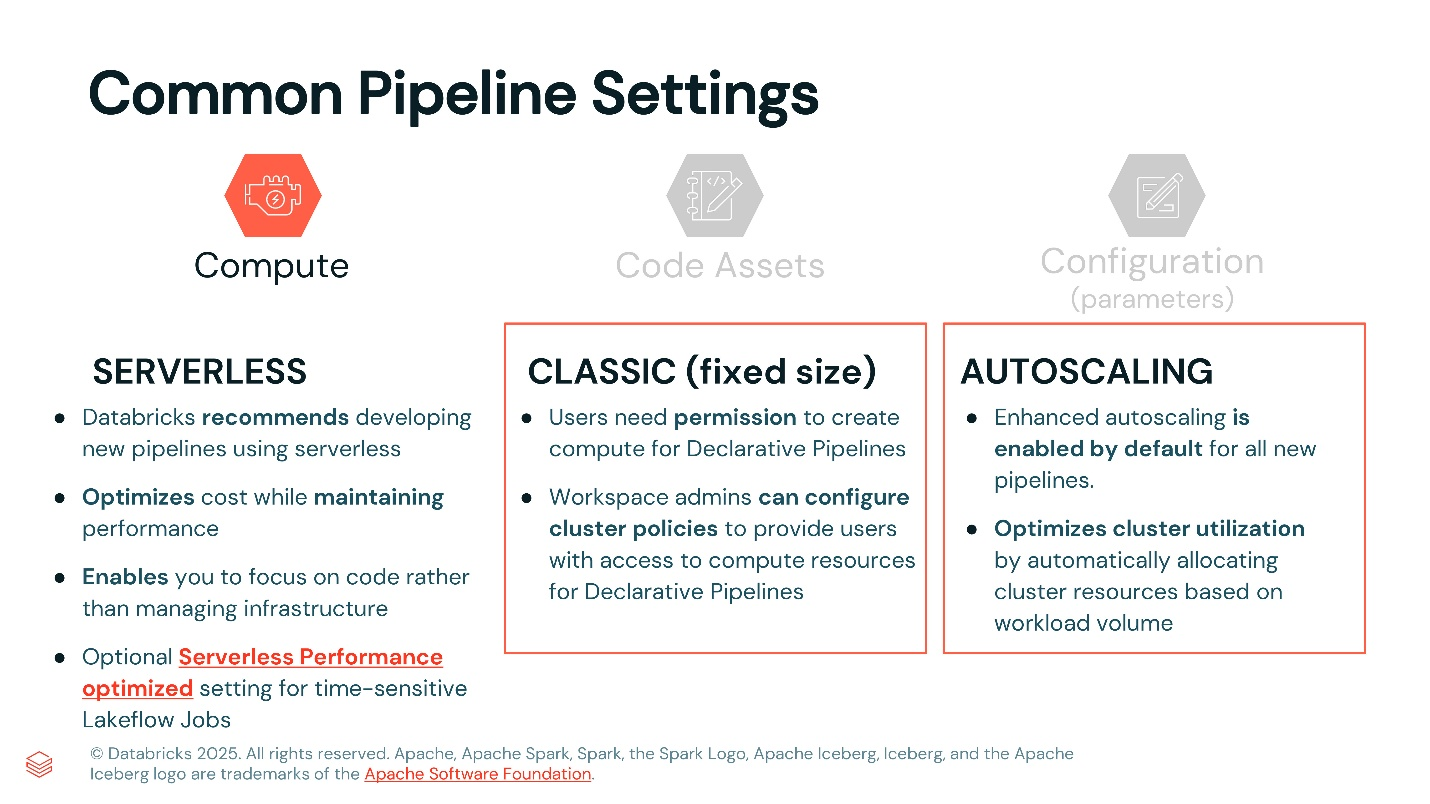 Common Pipeline Settings
Compute
Code Assets
Configuration
(parameters)
SERVERLESS
● Databricks recommends developing
new pipelines using serverless
● Optimizes cost while maintaining
performance
● Enables you to focus on code rather
than managing infrastructure
● Optional Serverless Performance
optimized setting for time-sensitive
Lakeflow Jobs
CLASSIC (fixed size)
● Users need permission to create
compute for Declarative Pipelines
● Workspace admins can configure
cluster policies to provide users
with access to compute resources
for Declarative Pipelines
AUTOSCALING
● Enhanced autoscaling is
enabled by default for all new
pipelines.
● Optimizes cluster utilization
by automatically allocating
cluster resources based on
workload volume
© Databricks 2025. All rights reserved. Apache, Apache Spark, Spark, the Spark Logo, Apache Iceberg, Iceberg, and the Apache
Iceberg logo are trademarks of the Apache Software Foundation.